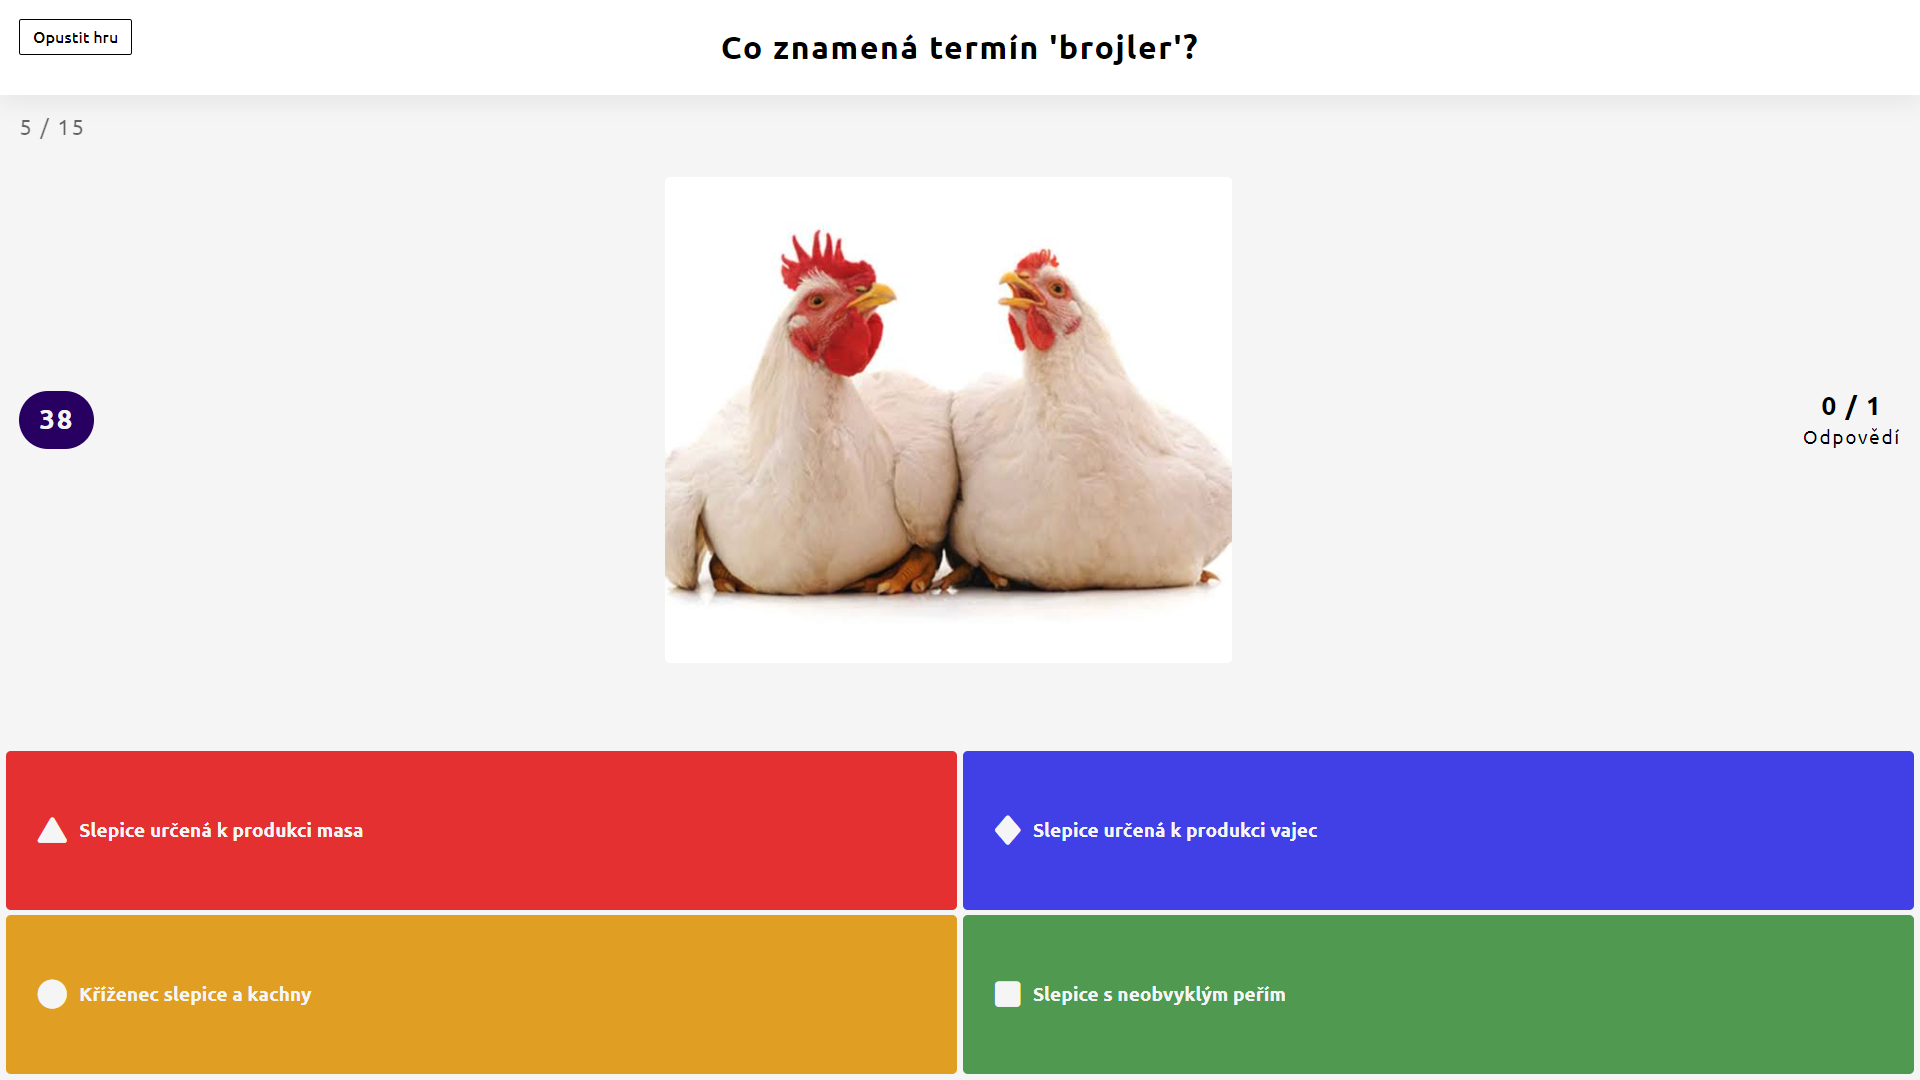 Opustit hru
Co znamená termín 'brojler'?
5 / 15
38
0 / 1
Odpovědí
Slepice určená k produkci masa
Slepice určená k produkci vajec
Kříženec slepice a kachny
Slepice s neobvyklým peřím